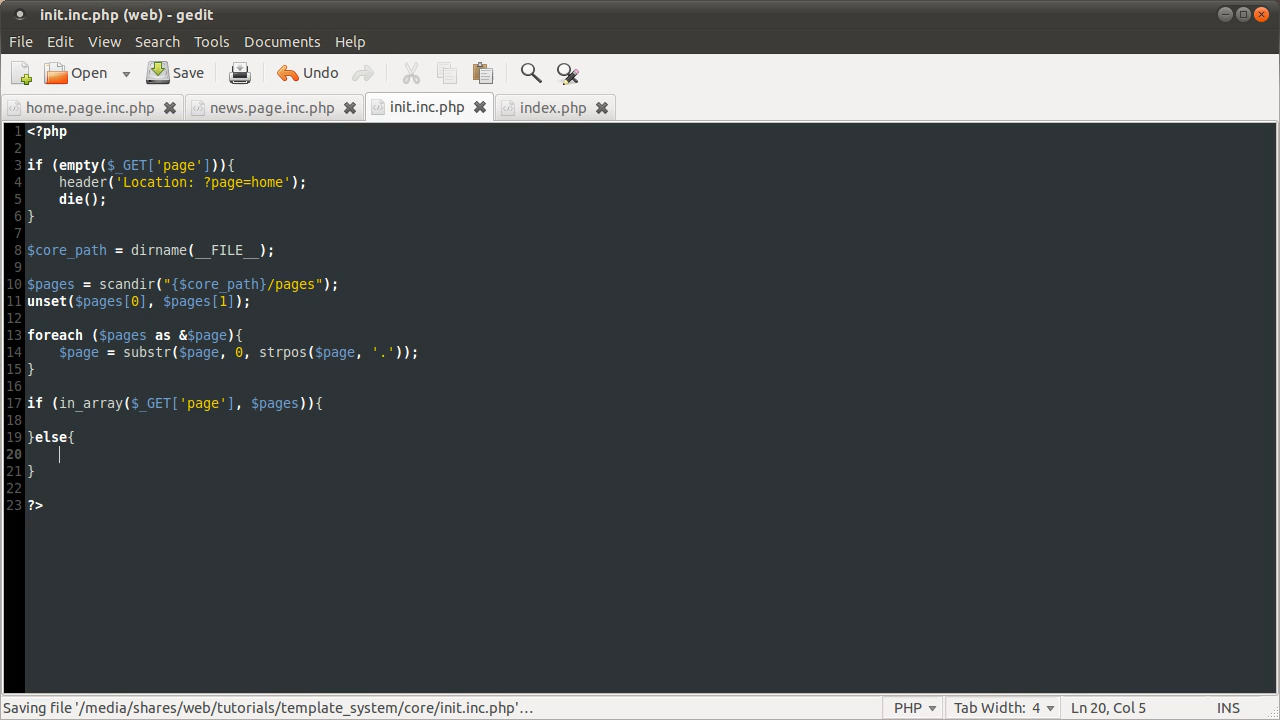 init.inc.php (web) - gedit
File Edit View Search Tools Documents Help
Open Save Undo
home.page.inc.php news.page.inc.php init.inc.php index.php
1 <?php
2
3 if (empty($_GET['page'])){
4     header('Location: ?page=home');
5     die();
6 }
7
8 $core_path = dirname(__FILE__);
9
10 $pages = scandir("{$core_path}/pages");
11 unset($pages[0], $pages[1]);
12
13 foreach ($pages as &$page){
14     $page = substr($page, 0, strpos($page, '.'));
15 }
16
17 if (in_array($_GET['page'], $pages)){
18
19 }else{
20
21 }
22
23 ?>
Saving file '/media/shares/web/tutorials/template_system/core/init.inc.php'… PHP Tab Width: 4 Ln 20, Col 5 INS